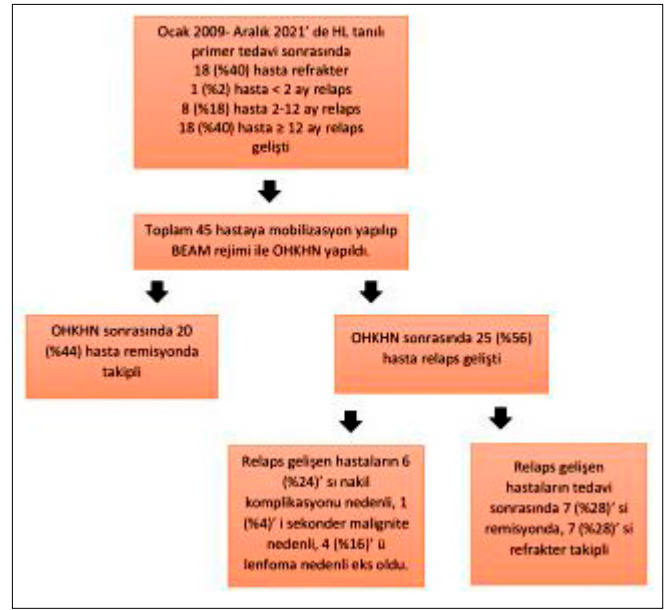 Ocak 2009- Aralık 2021' de HL tanılı
primer tedavi sonrasında
18 (%40) hasta refrakter
1 (%2) hasta < 2 ay relaps
8 (%18) hasta 2-12 ay relaps
18 (%40) hasta ≥ 12 ay relaps
gelişti
Toplam 45 hastaya mobilizasyon yapılıp
BEAM rejimi ile OHKHN yapıldı.
OHKHN sonrasında 20
(%44) hasta remisyonda
takipli
OHKHN sonrasında 25 (%56)
hasta relaps gelişti
Relaps gelişen hastaların 6
(%24)' sı nakil
komplikasyonu nedenli, 1
(%4)' i sekonder malignite
nedenli, 4 (%16)' ü
lenfoma nedenli eks oldu.
Relaps gelişen
hastaların tedavi
sonrasında 7 (%28)' si
remisyonda, 7 (%28)' si
refrakter takipli